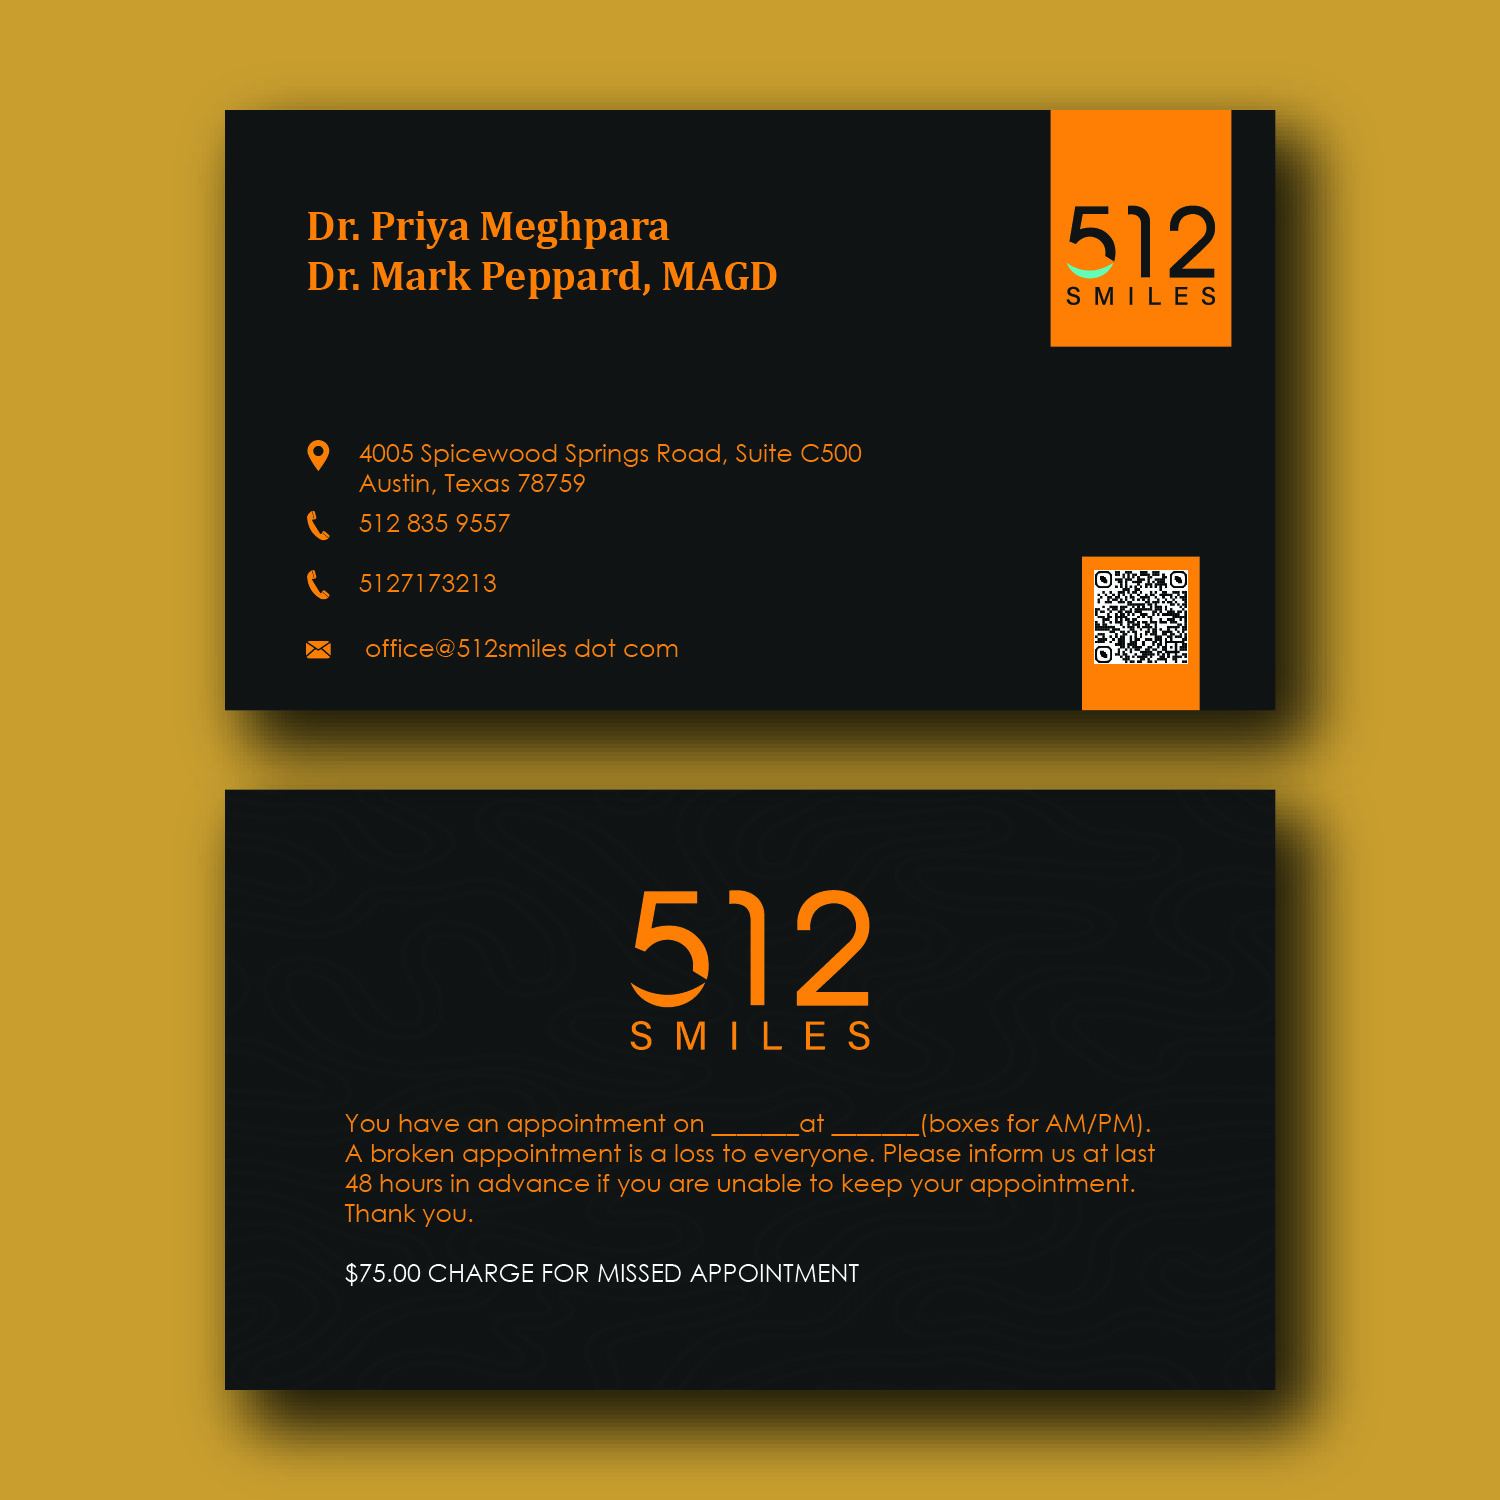 Dr. Priya Meghpara
Dr. Mark Peppard, MAGD
512
SMILES
4005 Spicewood Springs Road, Suite C500
Austin, Texas 78759
512 835 9557
5127173213
office@512smiles dot com
512
SMILES
You have an appointment on _______at _______(boxes for AM/PM).
A broken appointment is a loss to everyone. Please inform us at last
48 hours in advance if you are unable to keep your appointment.
Thank you.
$75.00 CHARGE FOR MISSED APPOINTMENT